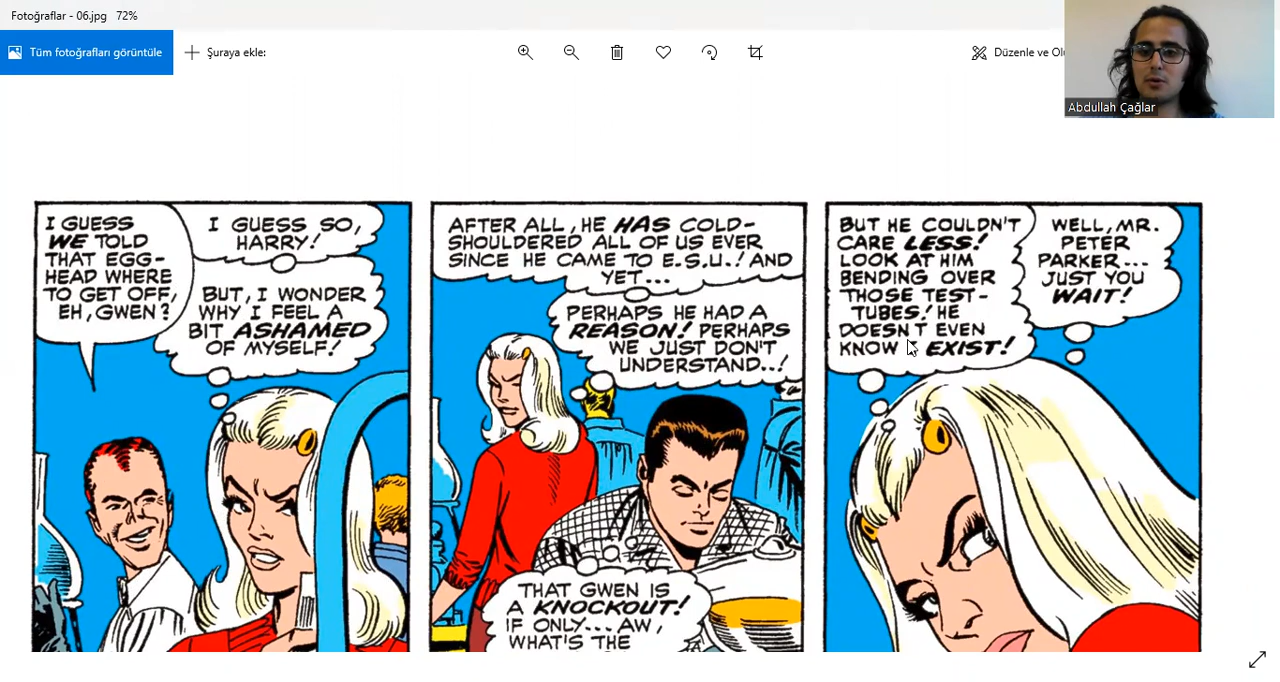 Fotoğraflar - 06.jpg 72%
Tüm fotoğrafları görüntüle
Şuraya ekle:
Düzenle ve Olu
Abdullah Çağlar
I GUESS
WE TOLD
THAT EGG-
HEAD WHERE
TO GET OFF,
EH, GWEN?
I GUESS SO,
HARRY!
BUT, I WONDER
WHY I FEEL A
BIT ASHAMED
OF MYSELF!
AFTER ALL, HE HAS COLD-
SHOULDERED ALL OF US EVER
SINCE HE CAME TO E.S.U.! AND
YET...
PERHAPS HE HAD A
REASON! PERHAPS
WE JUST DON'T
UNDERSTAND..!
THAT GWEN IS
A KNOCKOUT!
IF ONLY... AW,
WHAT'S THE
BUT HE COULDN'T
CARE LESS!
LOOK AT HIM
BENDING OVER
THOSE TEST-
TUBES! HE
DOESN'T EVEN
KNOW EXIST!
WELL, MR.
PETER
PARKER...
JUST YOU
WAIT!